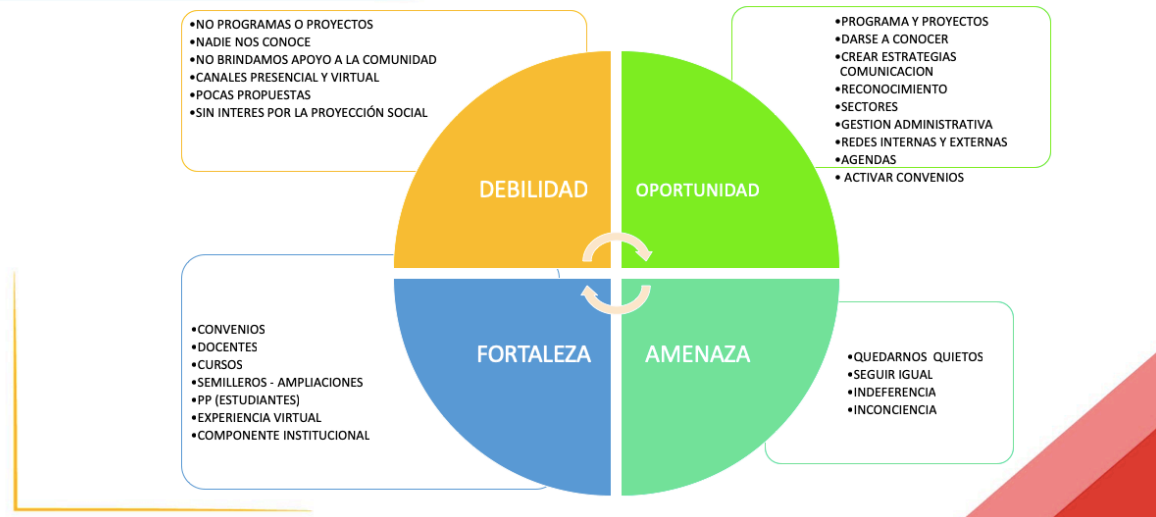 •NO PROGRAMAS O PROYECTOS
•NADIE NOS CONOCE
•NO BRINDAMOS APOYO A LA COMUNIDAD
•CANALES PRESENCIAL Y VIRTUAL
•POCAS PROPUESTAS
•SIN INTERES POR LA PROYECCIÓN SOCIAL
DEBILIDAD
•PROGRAMA Y PROYECTOS
•DARSE A CONOCER
•CREAR ESTRATEGIAS
COMUNICACION
•RECONOCIMIENTO
•SECTORES
•GESTION ADMINISTRATIVA
•REDES INTERNAS Y EXTERNAS
•AGENDAS
• ACTIVAR CONVENIOS
OPORTUNIDAD
•CONVENIOS
•DOCENTES
•CURSOS
•SEMILLEROS - AMPLIACIONES
•PP (ESTUDIANTES)
•EXPERIENCIA VIRTUAL
•COMPONENTE INSTITUCIONAL
FORTALEZA
AMENAZA
•QUEDARNOS QUIETOS
•SEGUIR IGUAL
•INDEFERENCIA
•INCONCIENCIA